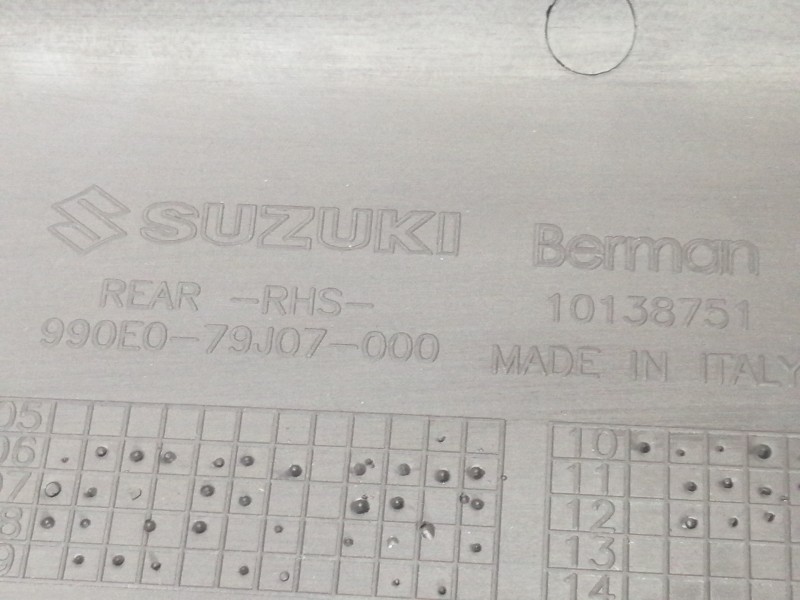 SUZUKI
REAR -RHS-
990E0-79J07-000
Berman
10138751
MADE IN ITALY
05
06
07
08
09
10
11
12
13
14